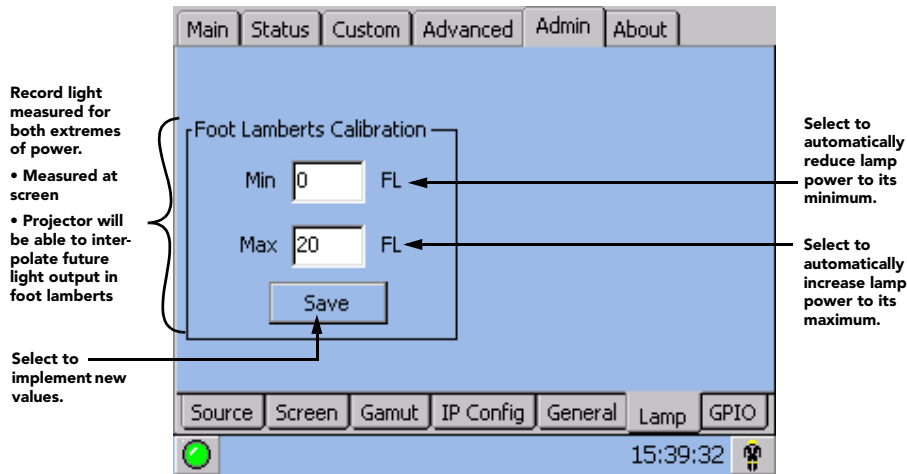 Main Status Custom Advanced Admin About
Record light
measured for
both extremes
of power.
• Measured at
screen
• Projector will
be able to inter-
polate future
light output in
foot lamberts
Select to
implement new
values.
Foot Lamberts Calibration
Min 0 FL
Max 20 FL
Save
Select to
automatically
reduce lamp
power to its
minimum.
Select to
automatically
increase lamp
power to its
maximum.
Source Screen Gamut IP Config General Lamp GPIO
15:39:32